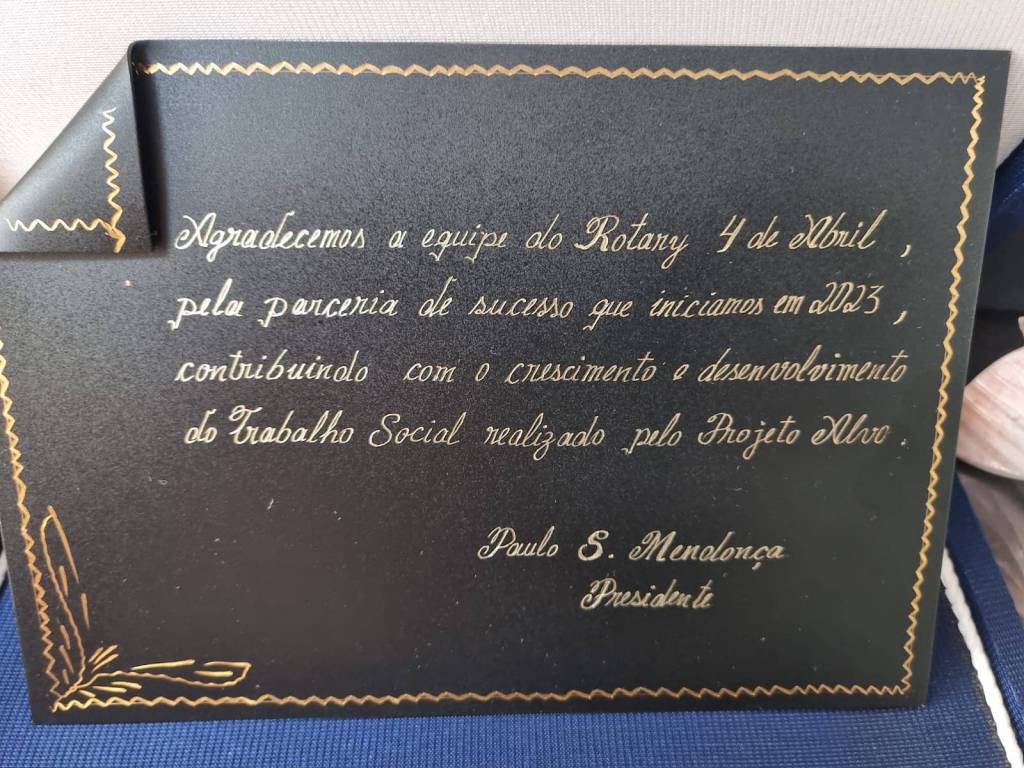 Agradecemos a equipe do Rotary 4 de Abril,
pela parceria de sucesso que iniciamos em 2023,
contribuindo com o crescimento e desenvolvimento
do Trabalho Social realizado pelo Projeto Alvo.
Paulo S. Mendonça
Presidente